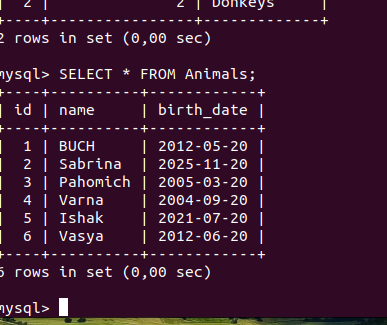 |  2 |               2 | Donkeys    |
+----+-----------------+------------+
2 rows in set (0,00 sec)
mysql> SELECT * FROM Animals;
+----+----------+------------+
| id | name     | birth_date |
+----+----------+------------+
|  1 | BUCH     | 2012-05-20 |
|  2 | Sabrina  | 2025-11-20 |
|  3 | Pahomich | 2005-03-20 |
|  4 | Varna    | 2004-09-20 |
|  5 | Ishak    | 2021-07-20 |
|  6 | Vasya    | 2012-06-20 |
+----+----------+------------+
6 rows in set (0,00 sec)
mysql>